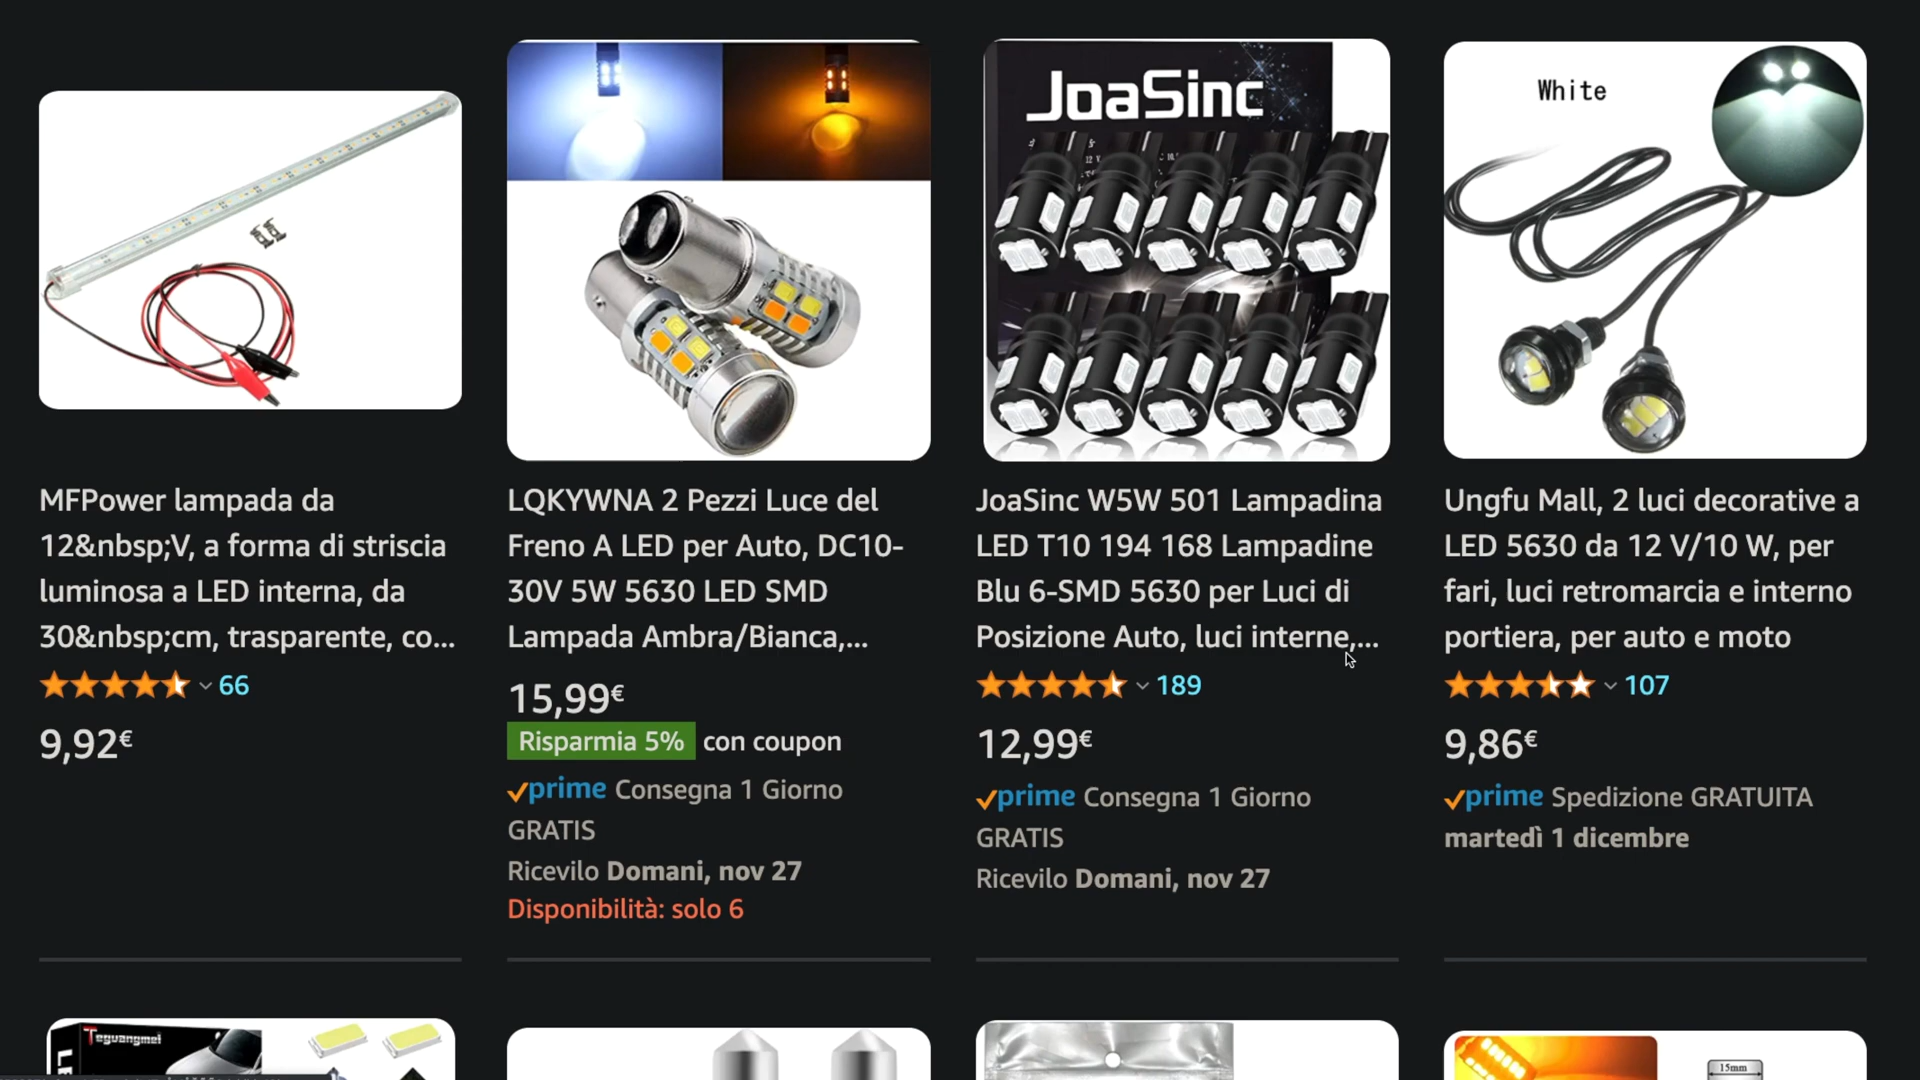 JoaSinc
White
MFPower lampada da
12&nbsp;V, a forma di striscia
luminosa a LED interna, da
30&nbsp;cm, trasparente, co...
66
9,92€
LQKYWNA 2 Pezzi Luce del
Freno A LED per Auto, DC10-
30V 5W 5630 LED SMD
Lampada Ambra/Bianca,...
15,99€
Risparmia 5% con coupon
prime Consegna 1 Giorno
GRATIS
Ricevilo Domani, nov 27
Disponibilità: solo 6
JoaSinc W5W 501 Lampadina
LED T10 194 168 Lampadine
Blu 6-SMD 5630 per Luci di
Posizione Auto, luci interne,...
189
12,99€
prime Consegna 1 Giorno
GRATIS
Ricevilo Domani, nov 27
Ungfu Mall, 2 luci decorative a
LED 5630 da 12 V/10 W, per
fari, luci retromarcia e interno
portiera, per auto e moto
107
9,86€
prime Spedizione GRATUITA
martedì 1 dicembre
Teguangmei
15mm